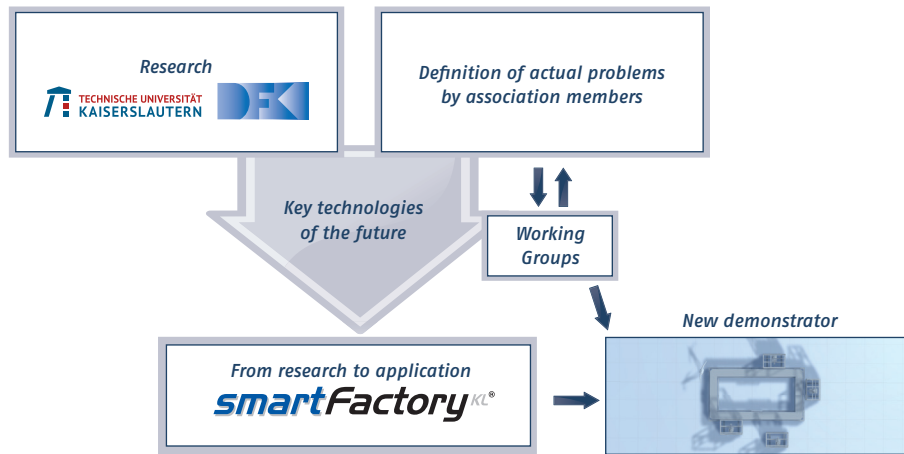 Research
TECHNISCHE UNIVERSITÄT
KAISERSLAUTERN
DFKI
Definition of actual problems
by association members
Key technologies
of the future
Working
Groups
New demonstrator
From research to application
smartFactory KL®